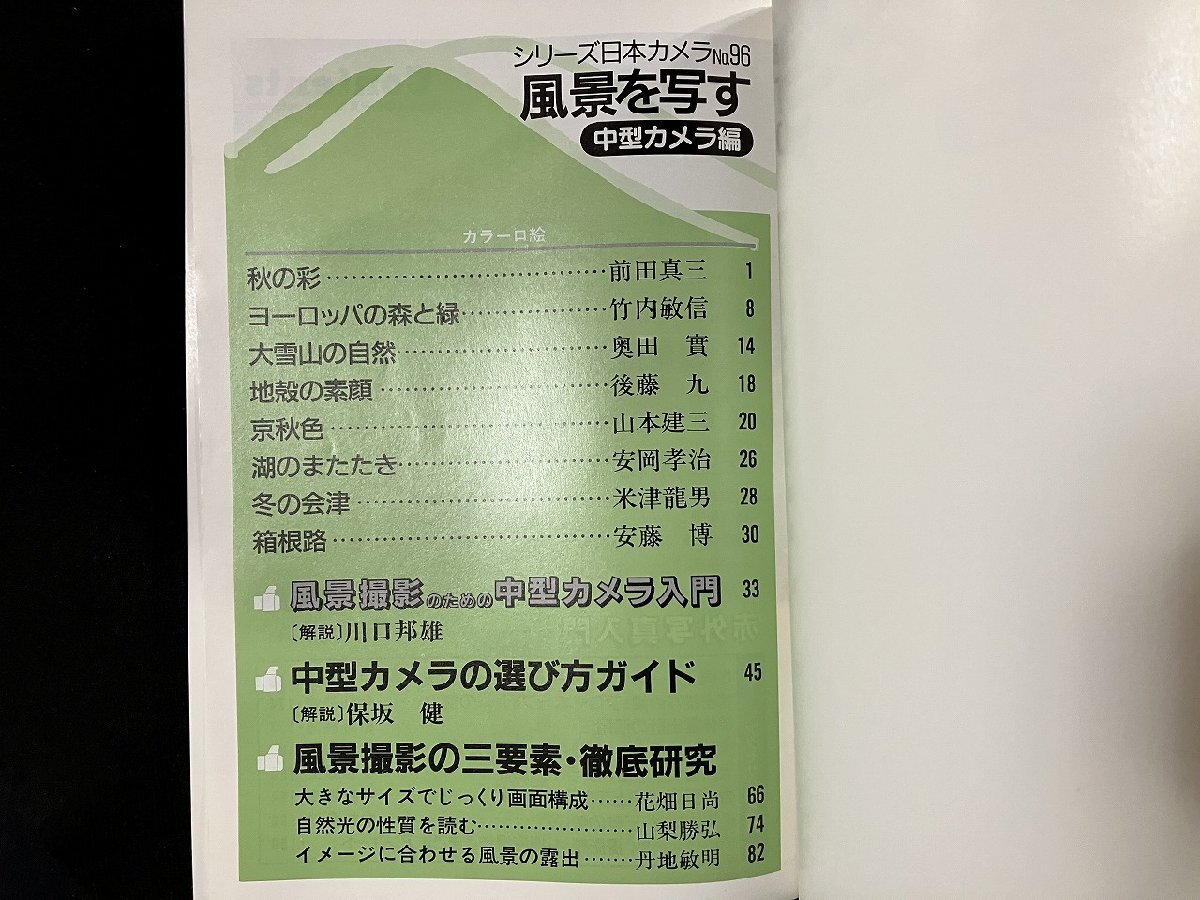 シリーズ日本カメラNo.96
風景を写す
中型カメラ編
カラー口絵
秋の彩……前田真三 1
ヨーロッパの森と緑……竹内敏信 8
大雪山の自然……奥田 實 14
地殻の素顔……後藤 九 18
京秋色……山本建三 20
湖のまたたき……安岡孝治 26
冬の会津……米津龍男 28
箱根路……安藤 博 30
風景撮影のための中型カメラ入門 33
〔解説〕川口邦雄
中型カメラの選び方ガイド 45
〔解説〕保坂 健
風景撮影の三要素・徹底研究
大きなサイズでじっくり画面構成……花畑日尚 66
自然光の性質を読む……山梨勝弘 74
イメージに合わせる風景の露出……丹地敏明 82